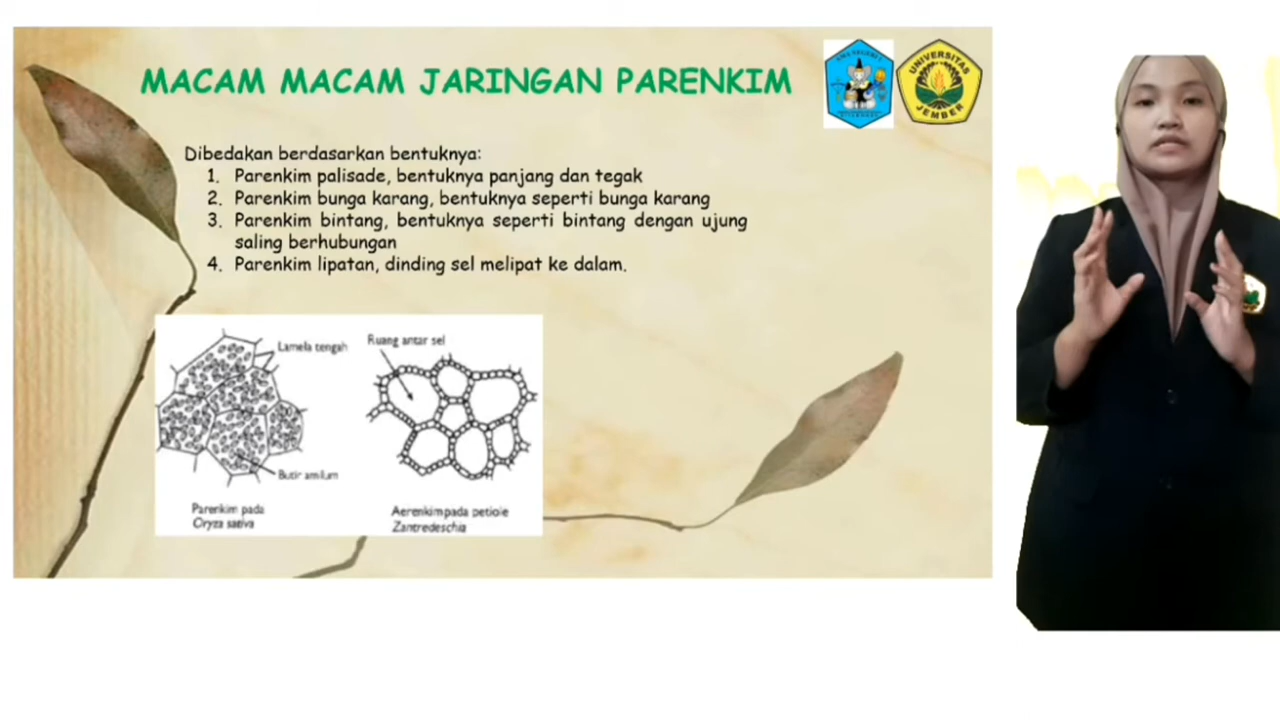 MACAM MACAM JARINGAN PARENKIM
UNIVERSITAS
JEMBER
Dibedakan berdasarkan bentuknya:
1. Parenkim palisade, bentuknya panjang dan tegak
2. Parenkim bunga karang, bentuknya seperti bunga karang
3. Parenkim bintang, bentuknya seperti bintang dengan ujung
saling berhubungan
4. Parenkim lipatan, dinding sel melipat ke dalam.
Lamela tengah
Ruang antar sel
Butir amilum
Parenkim pada
Oryza sativa
Aerenkim pada petiole
Zantredeschia